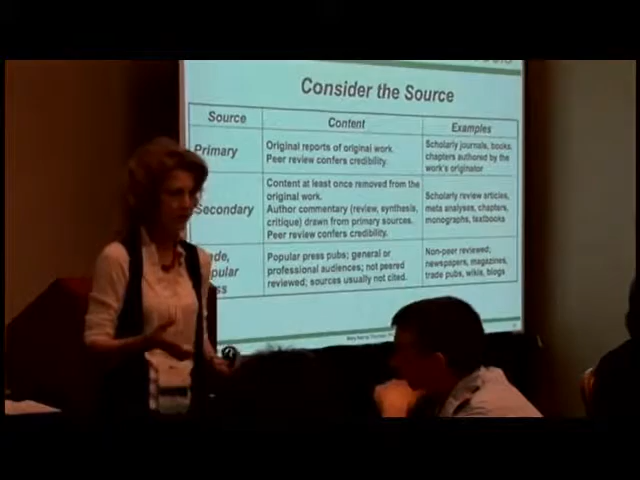 Consider the Source
Source Content Examples
Primary
Original reports of original work.
Peer review confers credibility.
Scholarly journals, books,
chapters authored by the
work's originator
Secondary
Content at least once removed from the
original work.
Author commentary (review, synthesis,
critique) drawn from primary sources.
Peer review confers credibility.
Scholarly review articles,
meta analyses, chapters,
monographs, textbooks
Popular press pubs; general or
professional audiences; not peered
reviewed; sources usually not cited.
Non-peer reviewed;
newspapers, magazines,
trade pubs, wikis, blogs